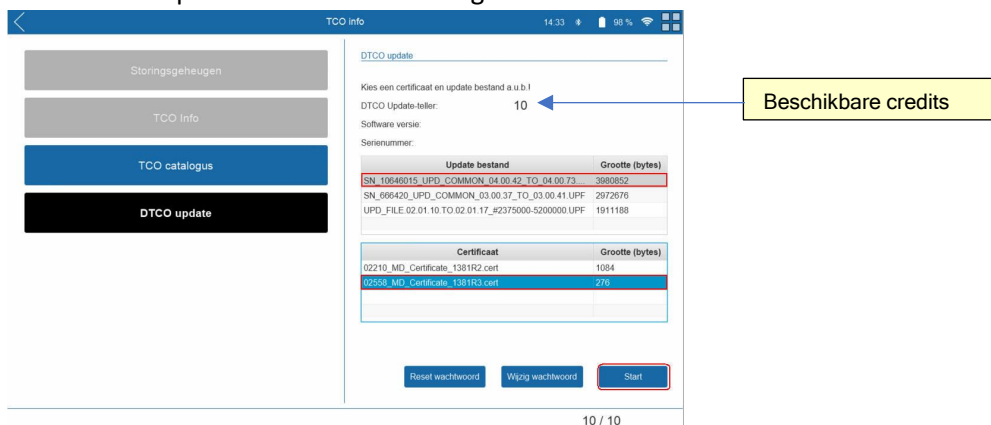 TCO info
14:33
98 %
Storingsgeheugen
TCO Info
TCO catalogus
DTCO update
DTCO update
Kies een certificaat en update bestand a.u.b.!
DTCO Update-teller: 10
Software versie:
Serienummer:
Update bestand Grootte (bytes)
SN_10646015_UPD_COMMON_04.00.42_TO_04.00.73.... 3980852
SN_666420_UPD_COMMON_03.00.37_TO_03.00.41.UPF 2972676
UPD_FILE.02.01.10.TO.02.01.17_#2375000-5200000.UPF 1911188
Certificaat Grootte (bytes)
02210_MD_Certificate_1381R2.cert 1084
02558_MD_Certificate_1381R3.cert 276
Reset wachtwoord
Wijzig wachtwoord
Start
10 / 10
Beschikbare credits